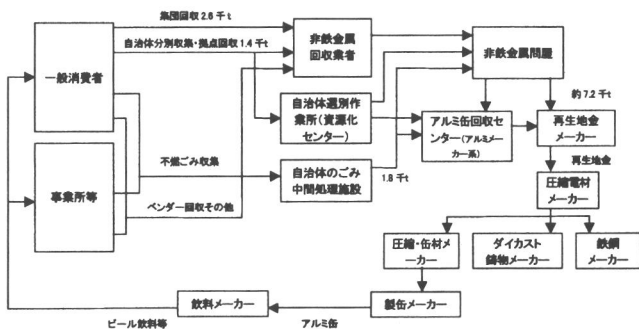 集団回収 2.6 千t
自治体分別収集・拠点回収 1.4 千t
一般消費者
非鉄金属
回収業者
非鉄金属問屋
約 7.2 千t
自治体選別作
業所(資源化
センター)
アルミ缶回収セ
ンター(アルミメー
カー系)
再生地金
メーカー
不燃ごみ収集
1.8 千t
再生地金
事業所等
自治体のごみ
中間処理施設
圧縮電材
メーカー
ベンダー回収その他
圧縮・缶材メ
ーカー
ダイカスト
鋳物メーカー
鉄鋼
メーカー
飲料メーカー
製缶メーカー
ビール飲料等
アルミ缶